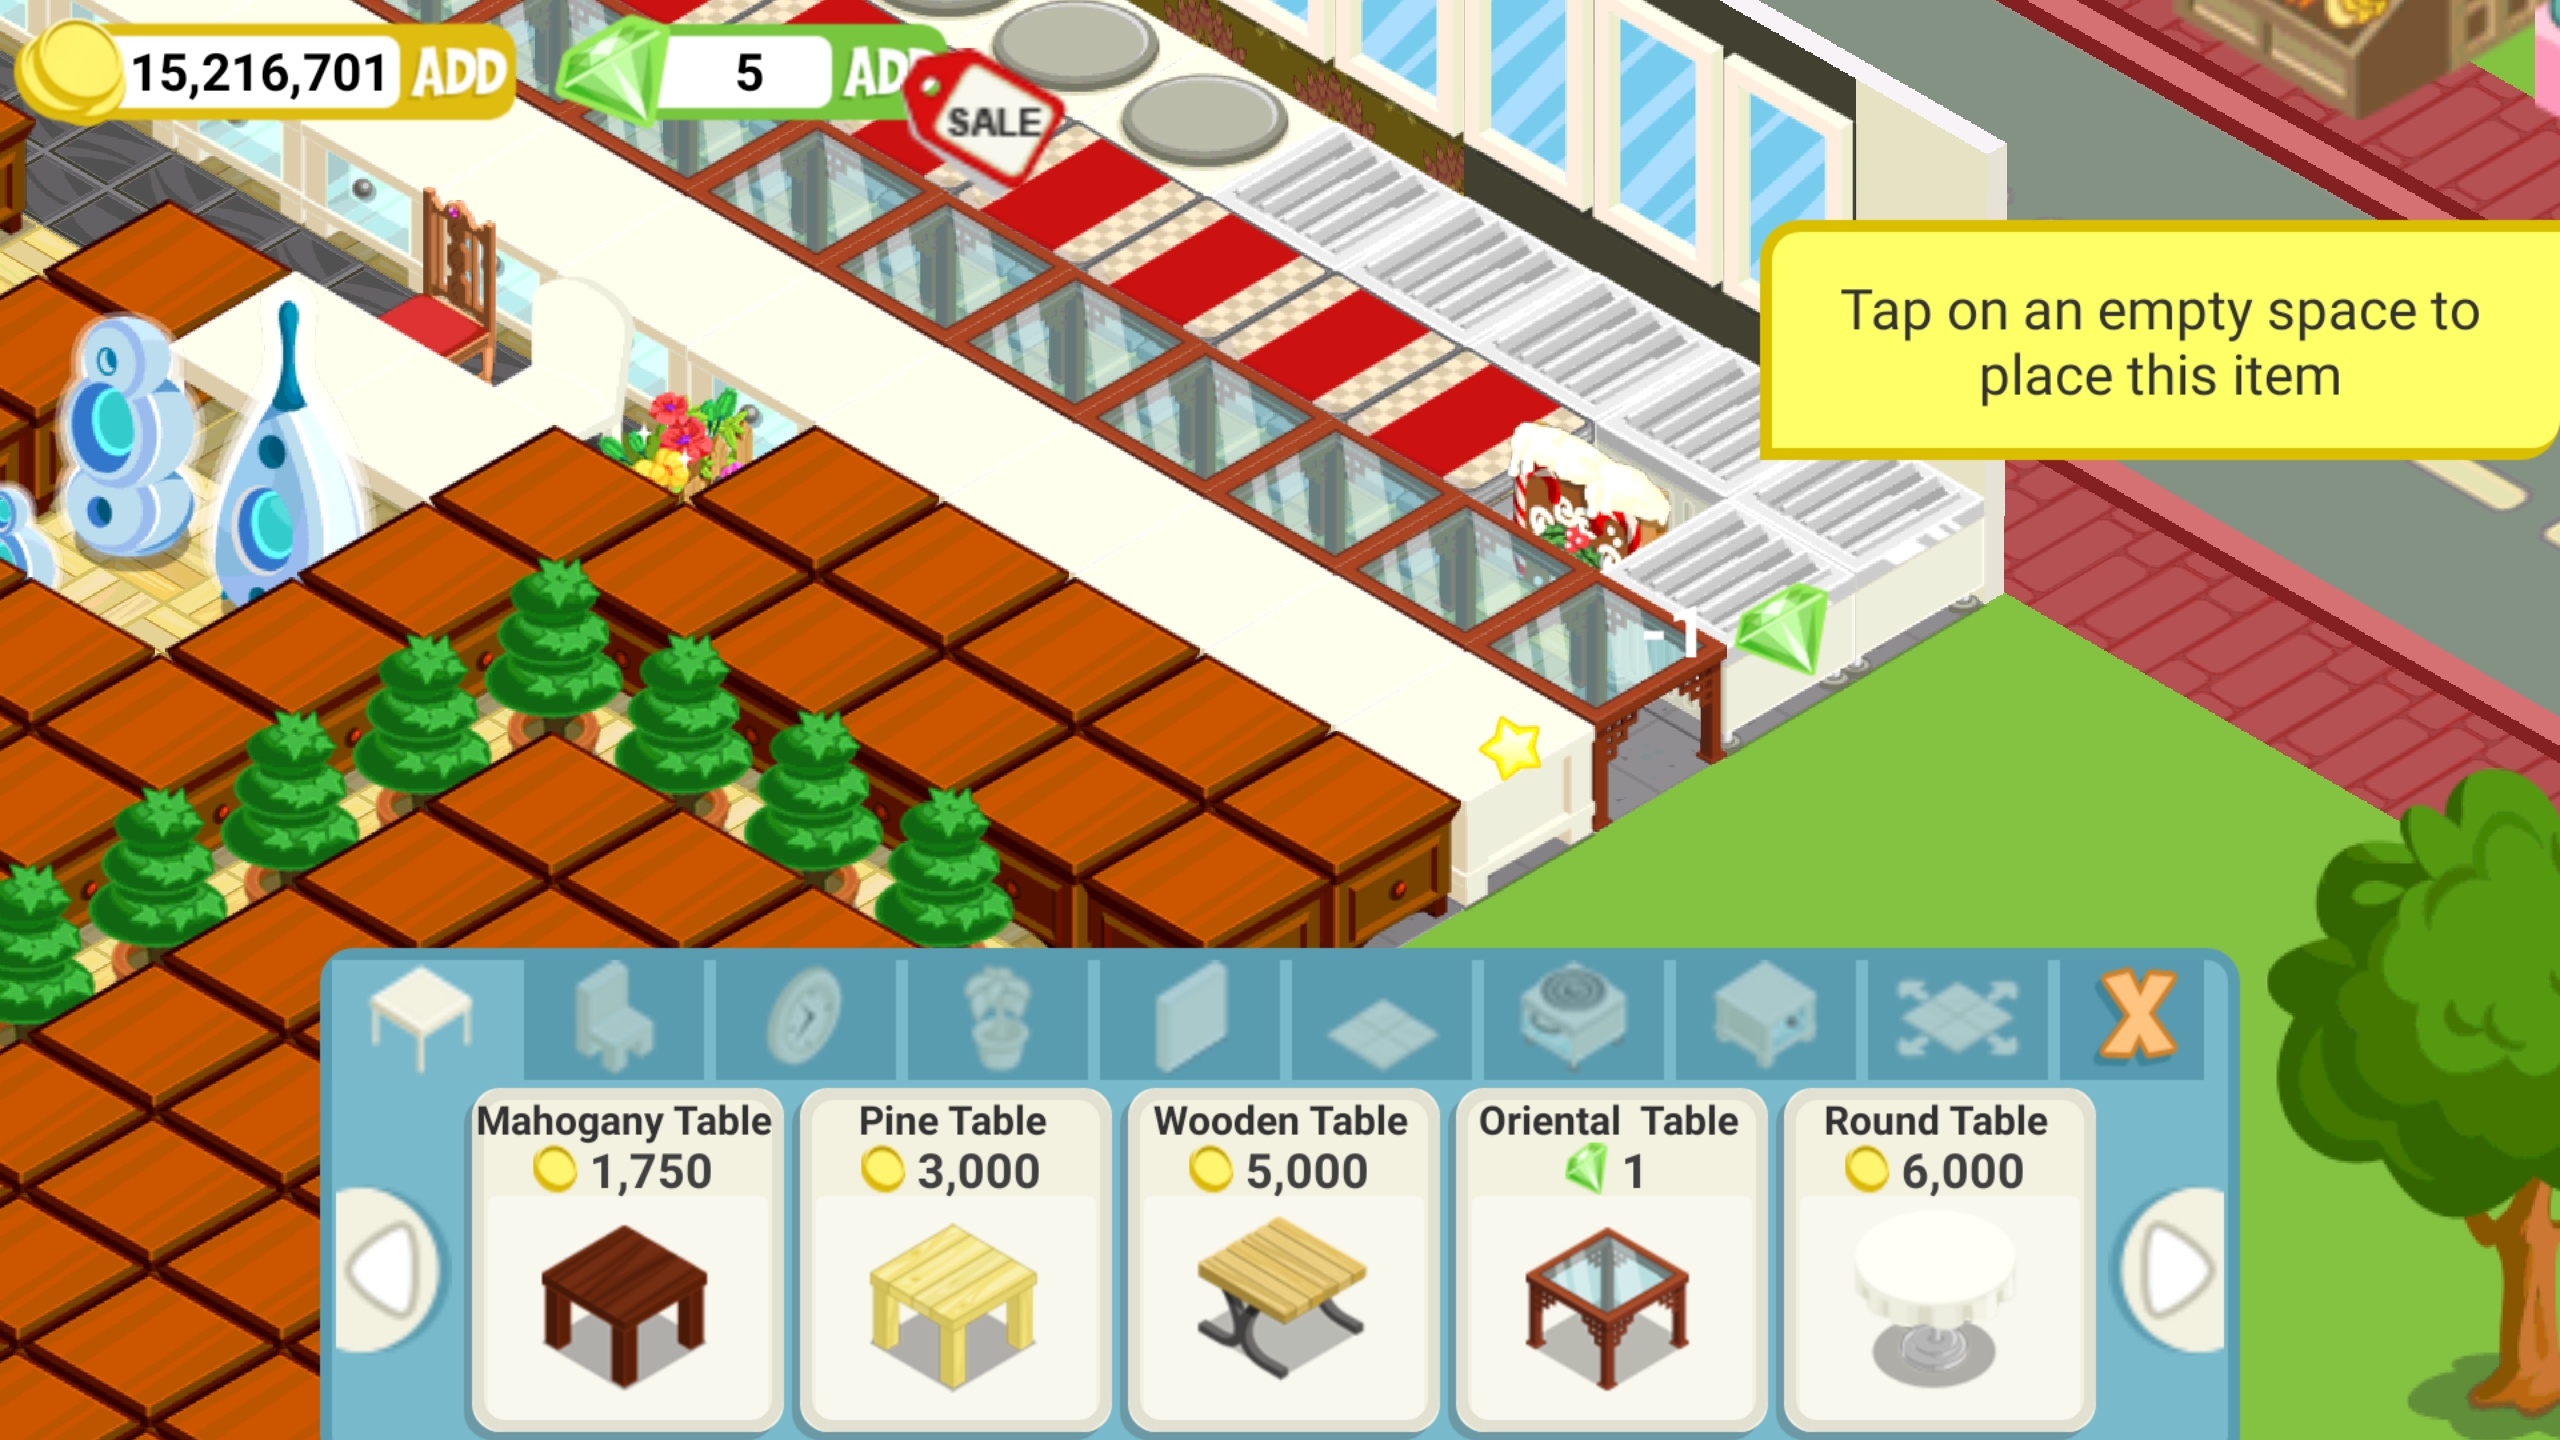 15,216,701 ADD
5 ADD
SALE
Tap on an empty space to
place this item
-1
Mahogany Table
1,750
Pine Table
3,000
Wooden Table
5,000
Oriental Table
1
Round Table
6,000